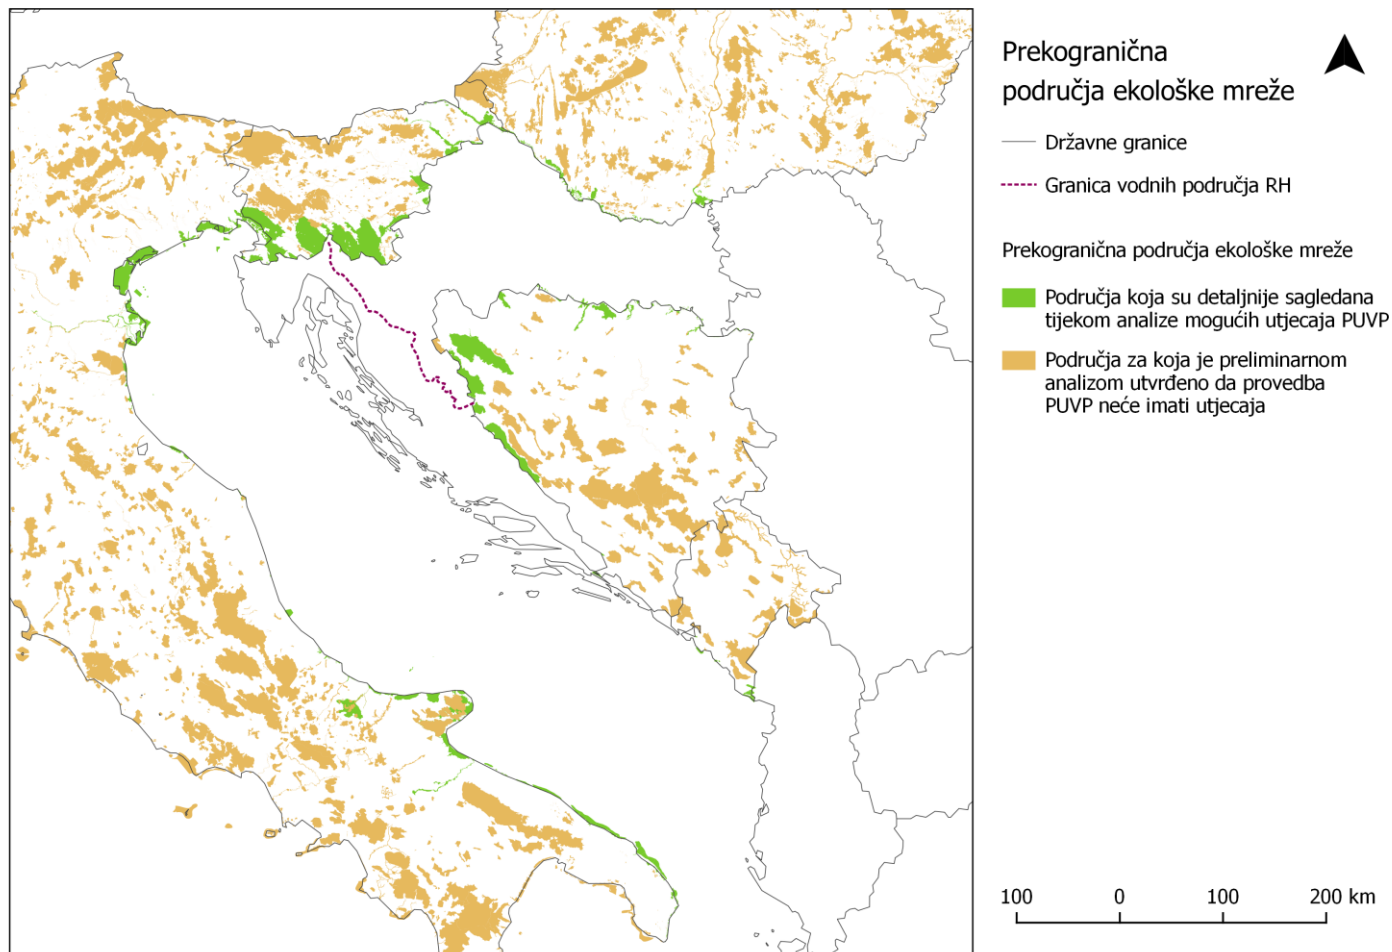 Prekogranična
područja ekološke mreže
Državne granice
Granica vodnih područja RH
Prekogranična područja ekološke mreže
Područja koja su detaljnije sagledana
tijekom analize mogućih utjecaja PUVP
Područja za koja je preliminarnom
analizom utvrđeno da provedba
PUVP neće imati utjecaja
100 0 100 200 km